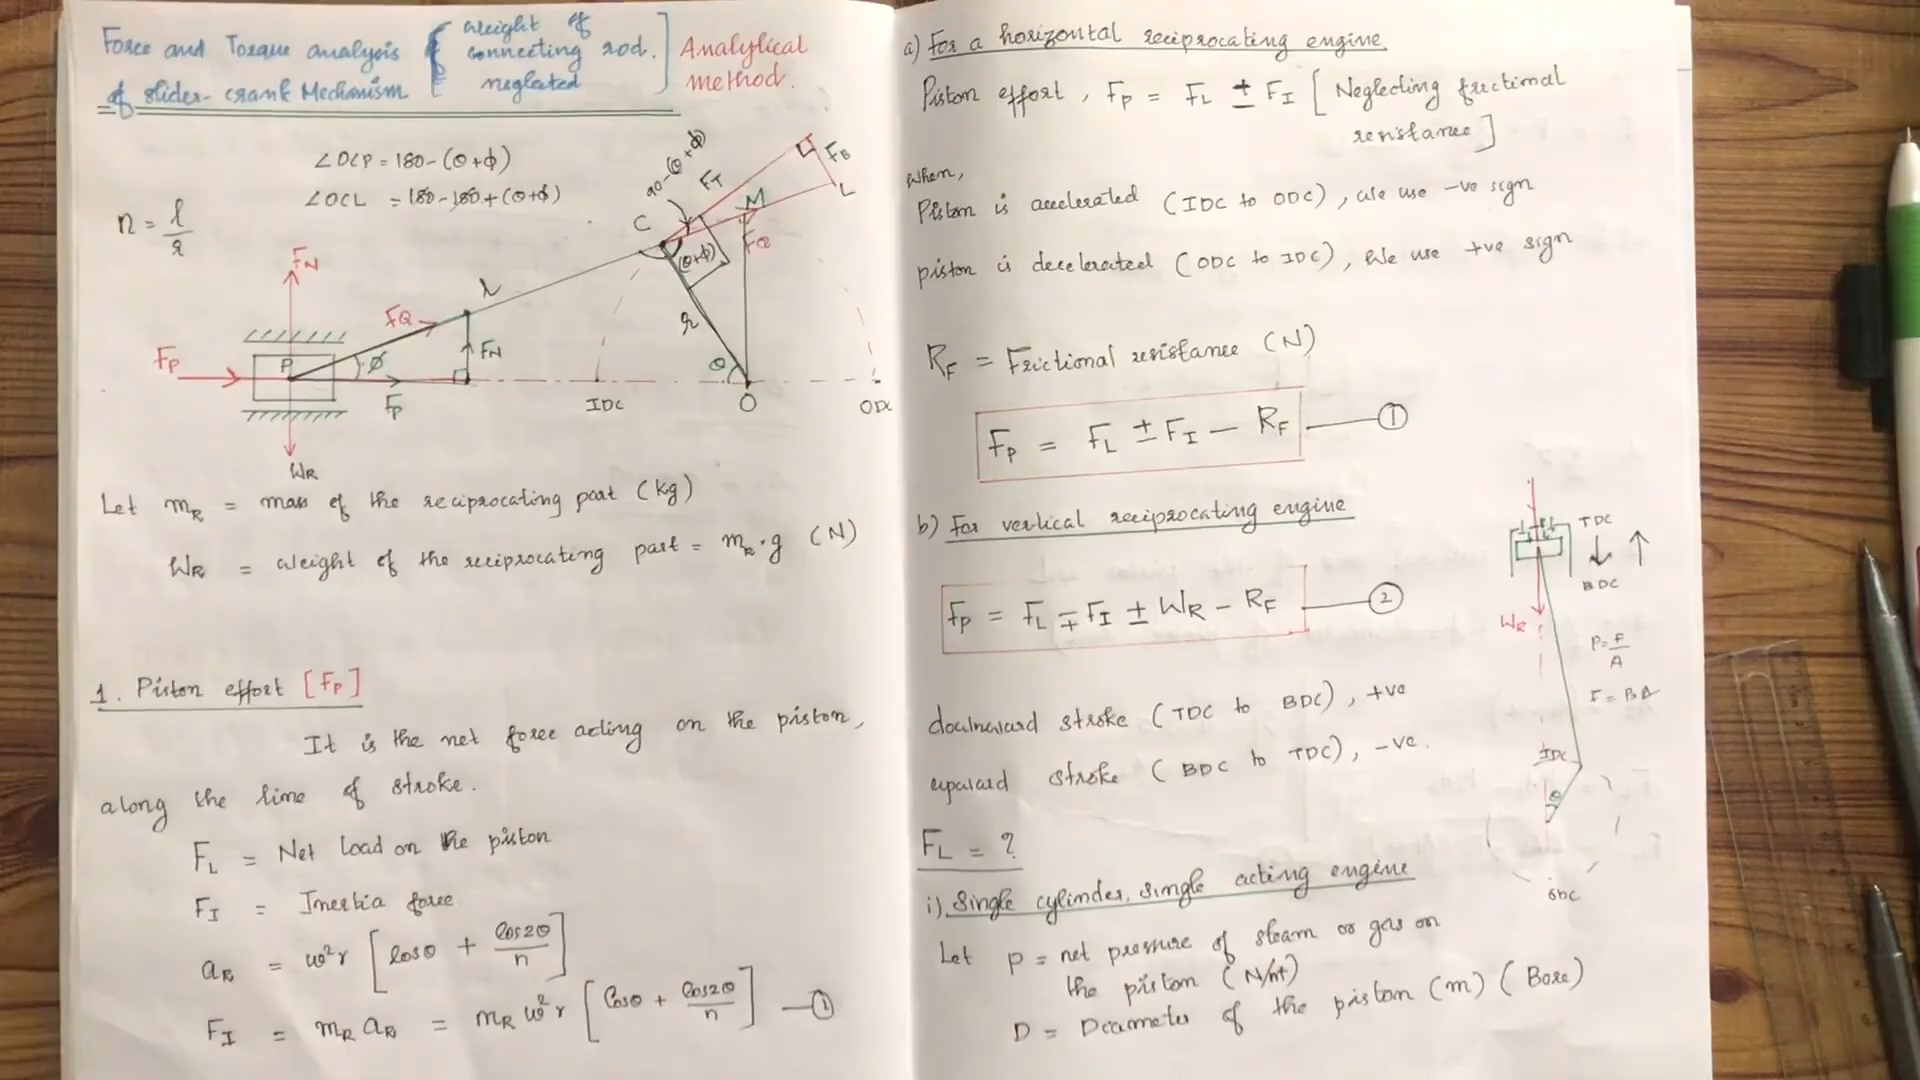 Force and Torque analysis
of slider-crank Mechanism
weight of
connecting rod.
neglected
Analytical
method.
∠OCP = 180-(θ+φ)
∠OCL = 180-180+(θ+φ)
n = l/r
90-(θ+φ)
FT
FB
L
M
C
(θ+φ)
FQ
FN
l
FQ
r
FN
FP
P
φ
θ
FP
IDC
O
ODC
WR
Let mR = mass of the reciprocating part (kg)
WR = weight of the reciprocating part = mR.g (N)
1. Piston effort [FP]
It is the net force acting on the piston,
along the line of stroke.
FL = Net load on the piston
FI = Inertia force
aR = ω²r [Cosθ + Cos2θ/n]
FI = mR aR = mR ω²r [Cosθ + Cos2θ/n] —①
a) For a horizontal reciprocating engine.
Piston effort, FP = FL ± FI [Neglecting frictional
resistance]
when,
Piston is accelerated (IDC to ODC), we use -ve sign
piston is decelerated (ODC to IDC), we use +ve sign
RF = Frictional resistance (N)
FP = FL ± FI — RF —①
b) For vertical reciprocating engine
FP = FL ∓ FI ± WR - RF —②
downward stroke (TDC to BDC), +ve
upward stroke (BDC to TDC), -ve.
TDC
BDC
WR
P = F/A
IDC
θ
ODC
FL = ?
i) Single cylinder, single acting engine
Let P = net pressure of steam or gas on
the piston
D = Diameter of the piston (m) (Bore)